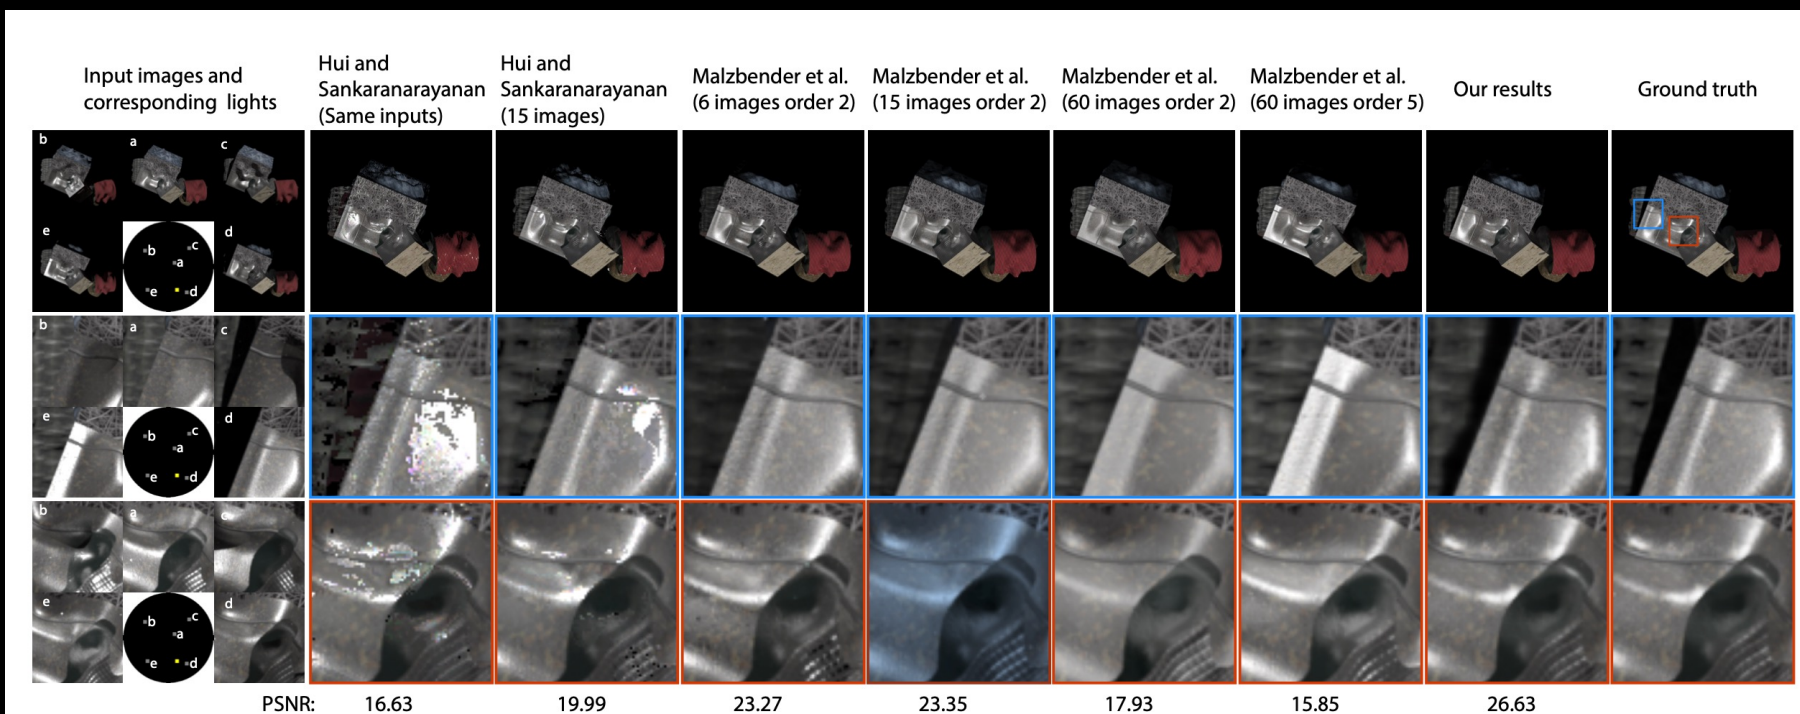 Input images and
corresponding lights
Hui and
Sankaranarayanan
(Same inputs)
Hui and
Sankaranarayanan
(15 images)
Malzbender et al.
(6 images order 2)
Malzbender et al.
(15 images order 2)
Malzbender et al.
(60 images order 2)
Malzbender et al.
(60 images order 5)
Our results
Ground truth
b a c
e b c a e d d
b a c
e b c a e d d
b a c
e b c a e d d
PSNR: 16.63 19.99 23.27 23.35 17.93 15.85 26.63